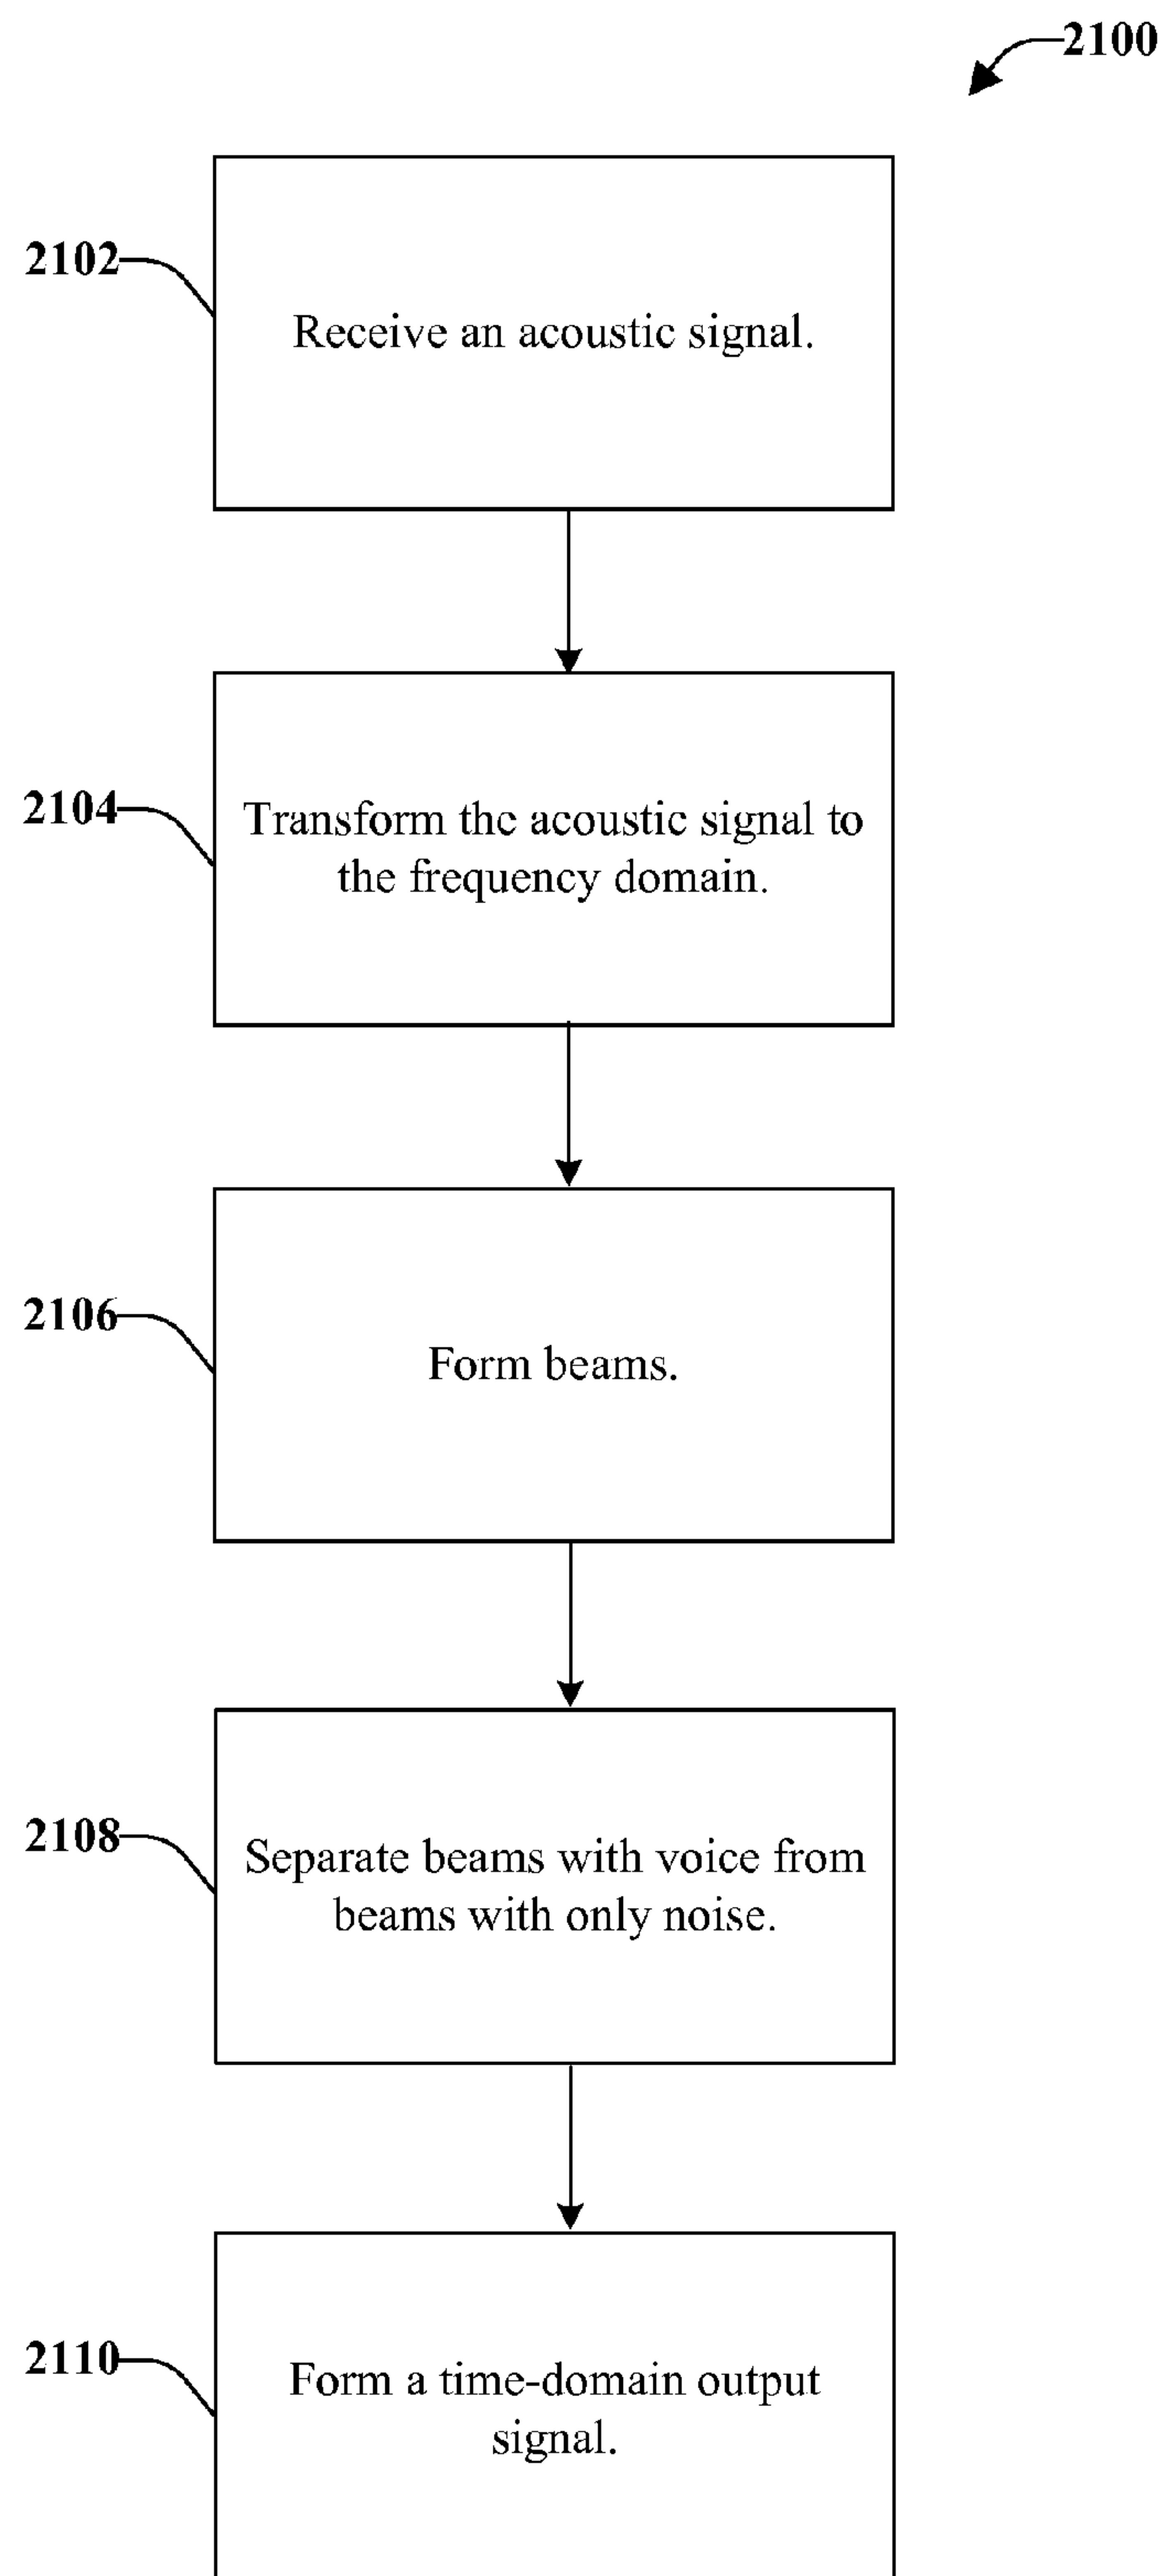 2100
2102
Receive an acoustic signal.
2104
Transform the acoustic signal to
the frequency domain.
2106
Form beams.
2108
Separate beams with voice from
beams with only noise.
2110
Form a time-domain output
signal.